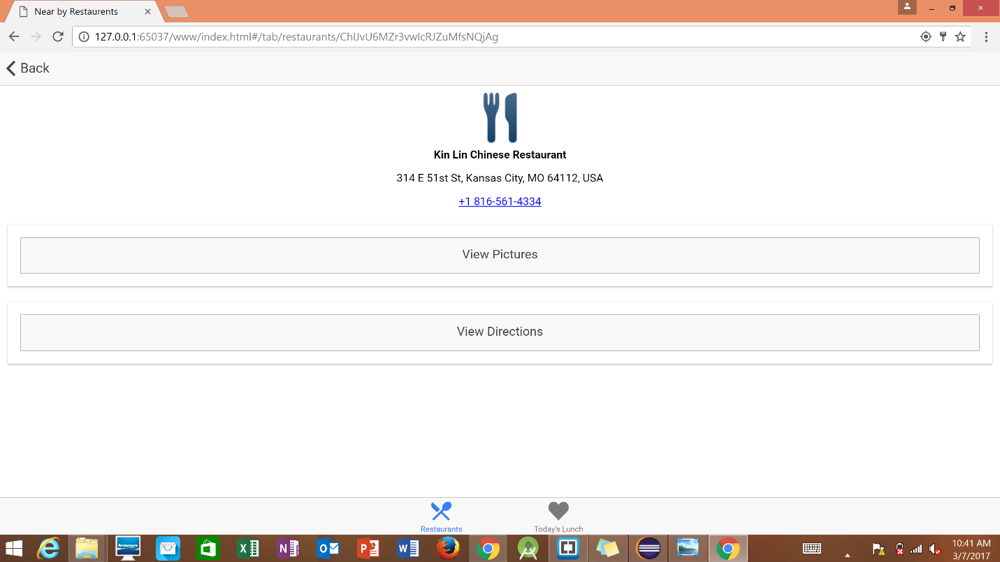 Near by Restaurents
127.0.0.1:65037/www/index.html#/tab/restaurants/ChIJvU6MZr3vwIcRJZuMfsNQjAg
Back
Kin Lin Chinese Restaurant
314 E 51st St, Kansas City, MO 64112, USA
+1 816-561-4334
View Pictures
View Directions
Restaurants
Today's Lunch
lenovo
10:41 AM
3/7/2017